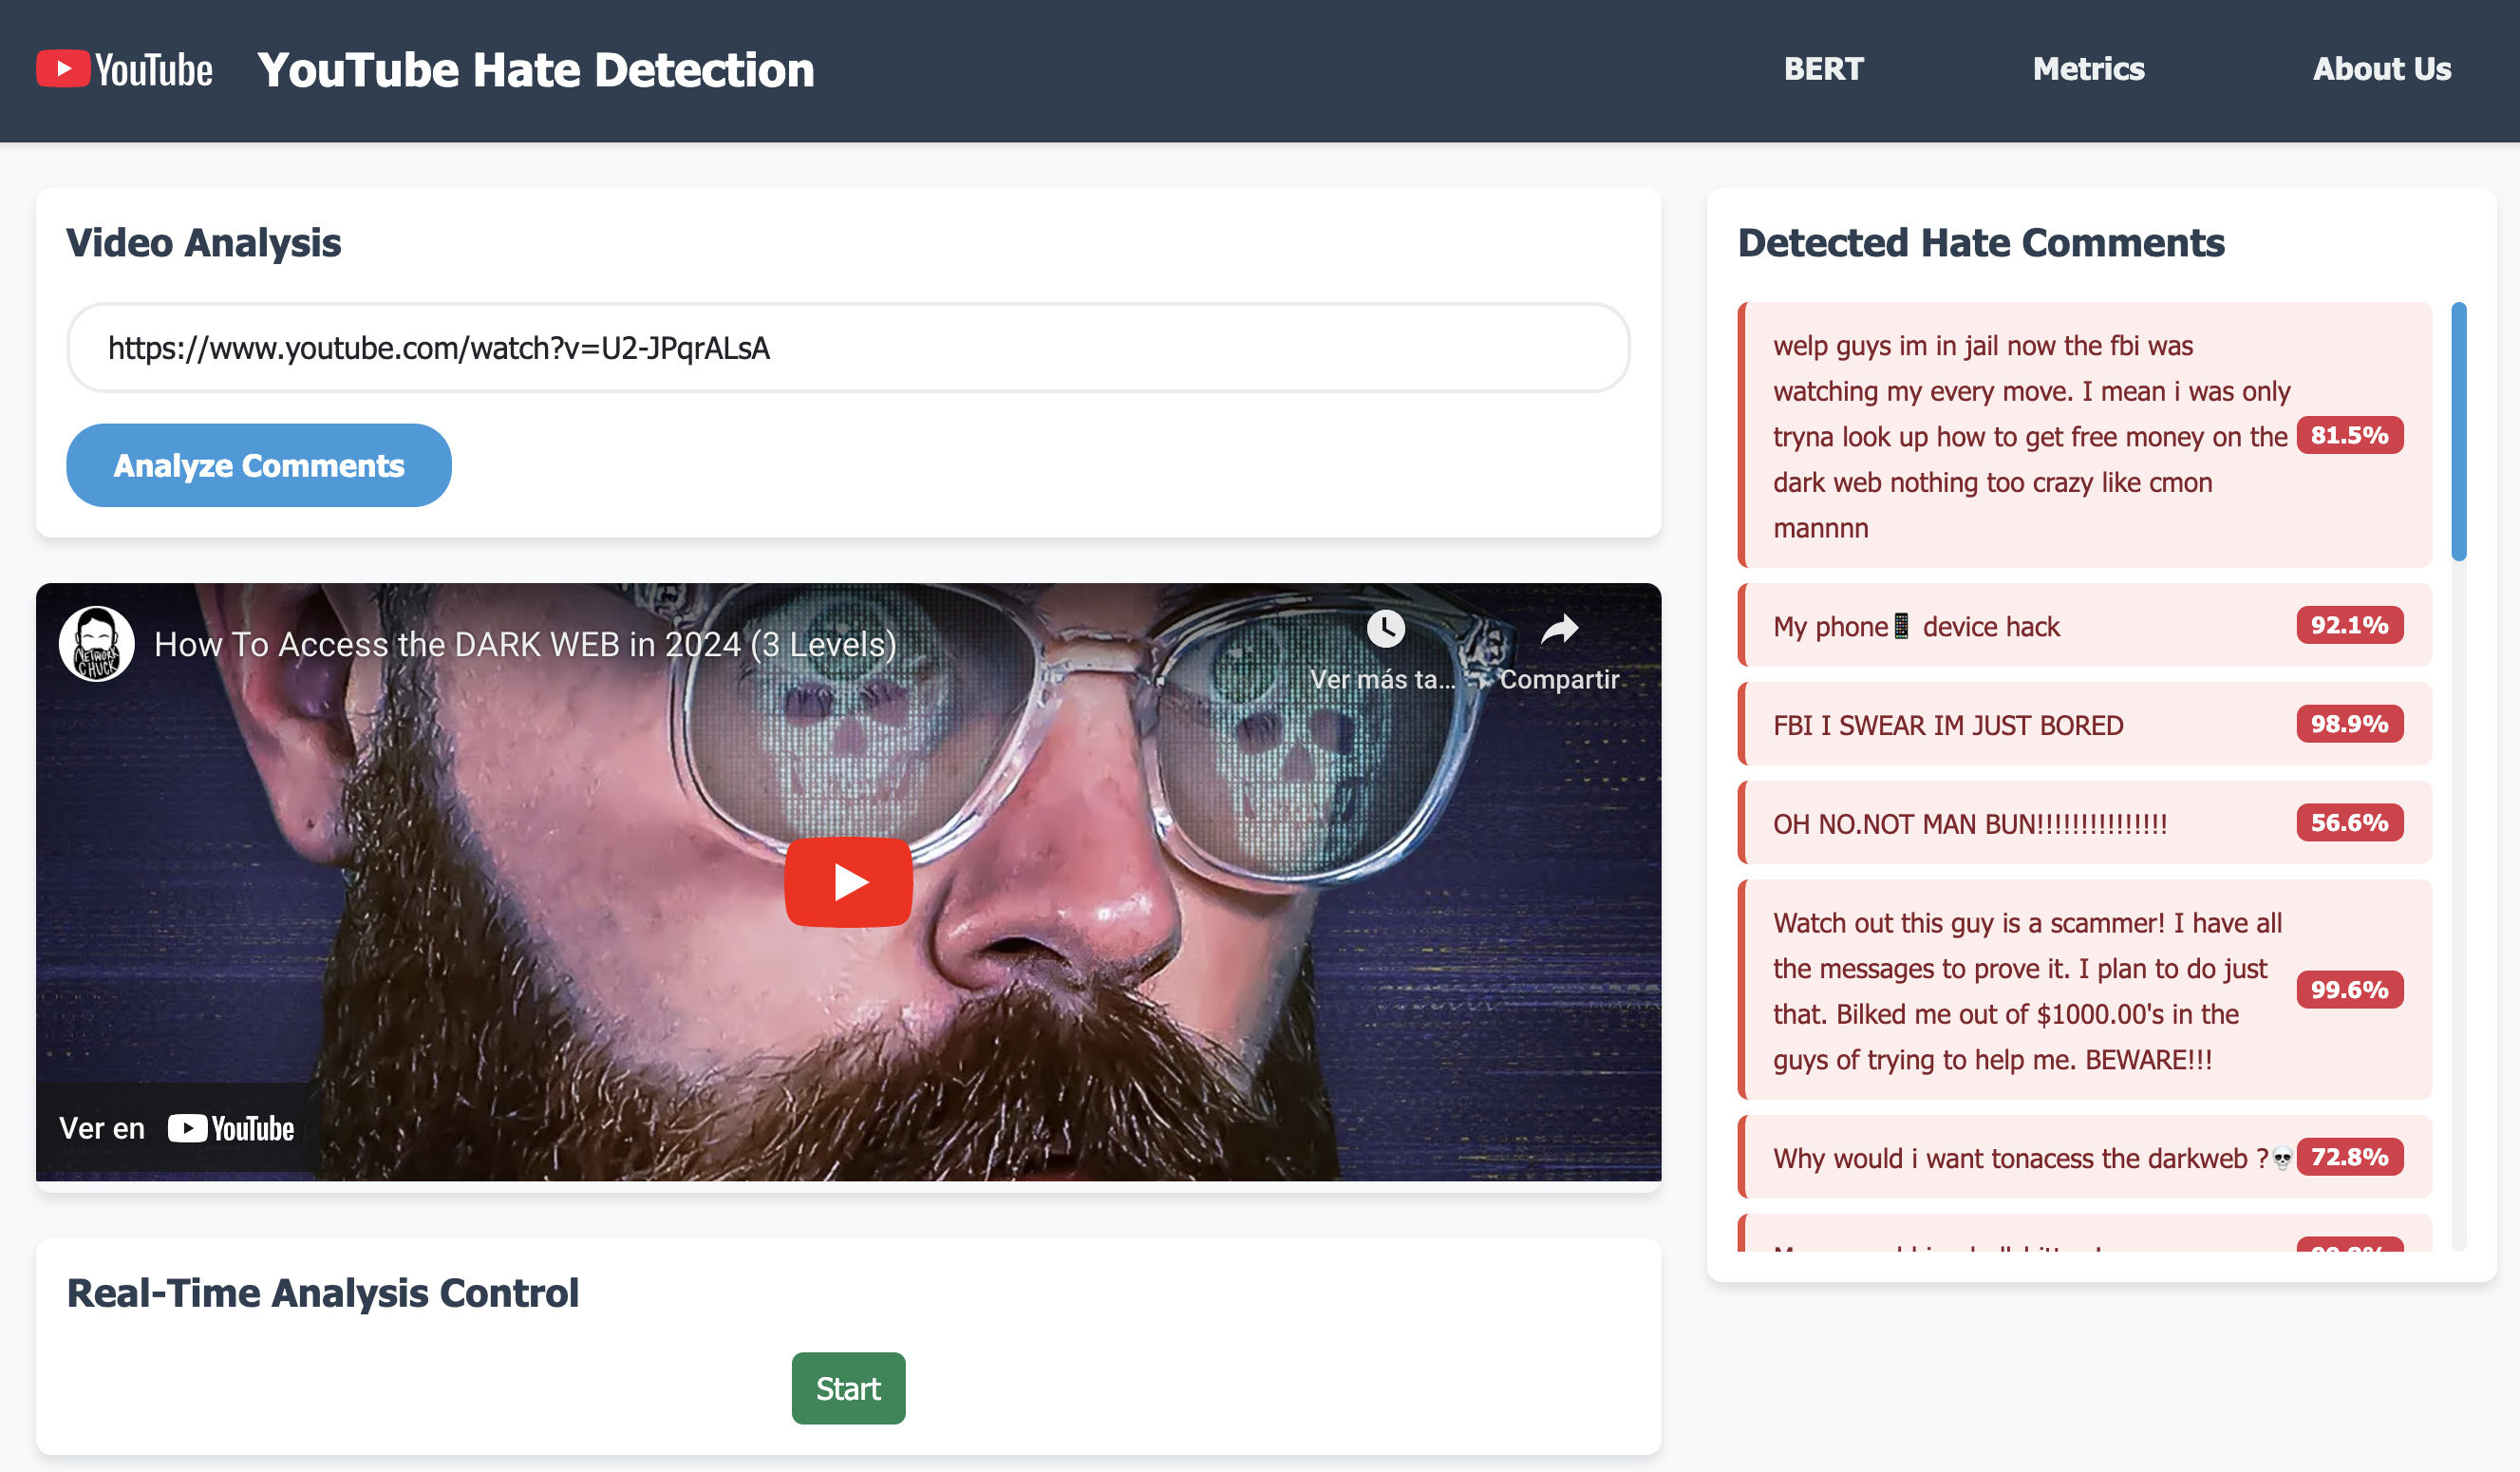 YouTube
YouTube Hate Detection
BERT
Metrics
About Us
Video Analysis
https://www.youtube.com/watch?v=U2-JPqrALsA
Analyze Comments
NETWORK
CHUCK
How To Access the DARK WEB in 2024 (3 Levels)
Ver más ta...
Compartir
Ver en YouTube
Real-Time Analysis Control
Start
Detected Hate Comments
welp guys im in jail now the fbi was
watching my every move. I mean i was only
tryna look up how to get free money on the
dark web nothing too crazy like cmon
mannnn
81.5%
My phone📱 device hack
92.1%
FBI I SWEAR IM JUST BORED
98.9%
OH NO.NOT MAN BUN!!!!!!!!!!!!!!!
56.6%
Watch out this guy is a scammer! I have all
the messages to prove it. I plan to do just
that. Bilked me out of $1000.00's in the
guys of trying to help me. BEWARE!!!
99.6%
Why would i want tonacess the darkweb ?💀
72.8%